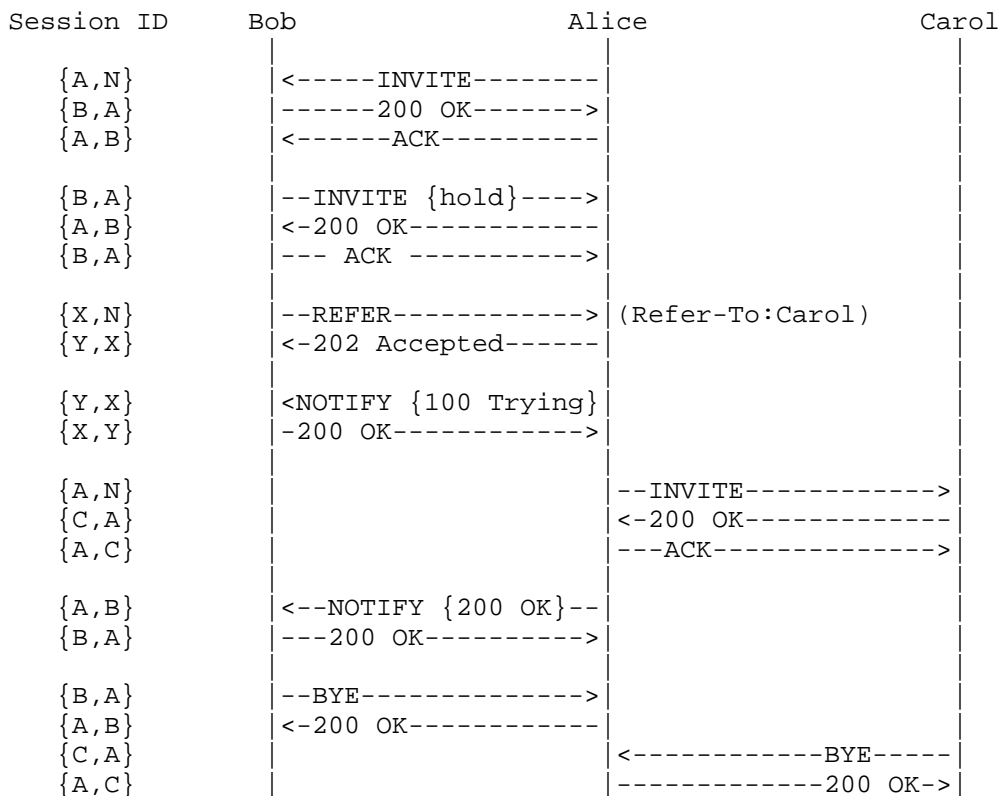 Session ID     Bob                  Alice                 Carol
                |                    |                     |
   {A,N}        |<-----INVITE--------|                     |
   {B,A}        |------200 OK------->|                     |
   {A,B}        |<------ACK----------|                     |
                |                    |                     |
   {B,A}        |--INVITE {hold}---->|                     |
   {A,B}        |<-200 OK------------|                     |
   {B,A}        |--- ACK ----------->|                     |
                |                    |                     |
   {X,N}        |--REFER------------>|(Refer-To:Carol)     |
   {Y,X}        |<-202 Accepted------|                     |
                |                    |                     |
   {Y,X}        |<NOTIFY {100 Trying}|                     |
   {X,Y}        |-200 OK------------>|                     |
                |                    |                     |
   {A,N}        |                    |--INVITE------------>|
   {C,A}        |                    |<-200 OK-------------|
   {A,C}        |                    |---ACK-------------->|
                |                    |                     |
   {A,B}        |<--NOTIFY {200 OK}--|                     |
   {B,A}        |---200 OK---------->|                     |
                |                    |                     |
   {B,A}        |--BYE-------------->|                     |
   {A,B}        |<-200 OK------------|                     |
   {C,A}        |                    |<------------BYE-----|
   {A,C}        |                    |-------------200 OK->|